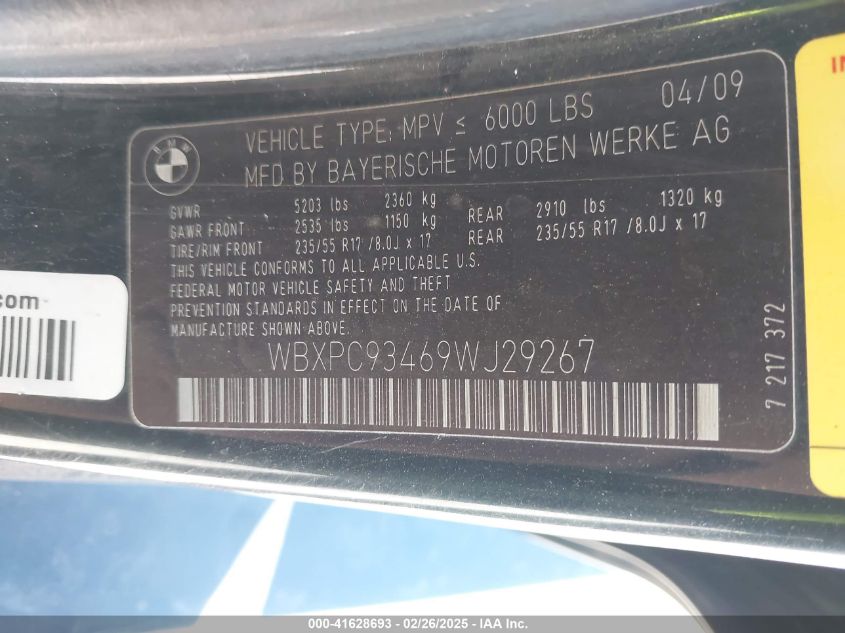 04/09
VEHICLE TYPE: MPV ≤ 6000 LBS
MFD BY BAYERISCHE MOTOREN WERKE AG
BMW
GVWR 5203 lbs 2360 kg
GAWR FRONT 2535 lbs 1150 kg REAR 2910 lbs 1320 kg
TIRE/RIM FRONT 235/55 R17 /8.0J x 17 REAR 235/55 R17 /8.0J x 17
THIS VEHICLE CONFORMS TO ALL APPLICABLE U.S.
FEDERAL MOTOR VEHICLE SAFETY AND THEFT
PREVENTION STANDARDS IN EFFECT ON THE DATE OF
MANUFACTURE SHOWN ABOVE.
WBXPC93469WJ29267
7 217 372
.com
IN
000-41628693 - 02/26/2025 - IAA Inc.